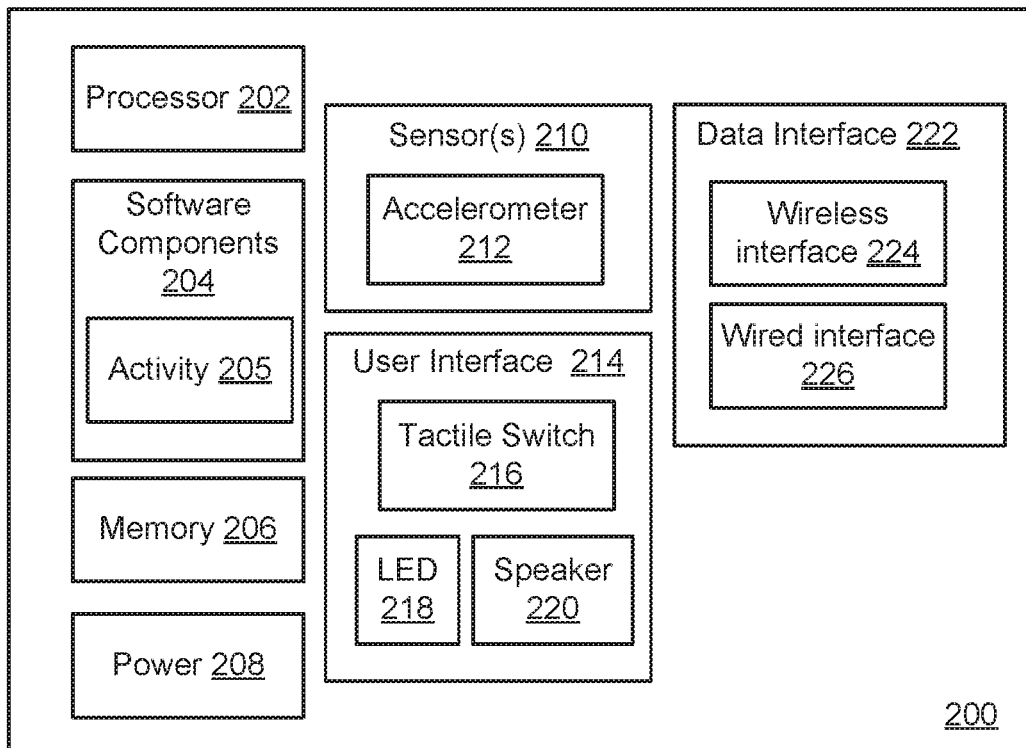 Processor 202
Software
Components
204
Activity 205
Memory 206
Power 208
Sensor(s) 210
Accelerometer
212
User Interface 214
Tactile Switch
216
LED
218
Speaker
220
Data Interface 222
Wireless
interface 224
Wired interface
226
200